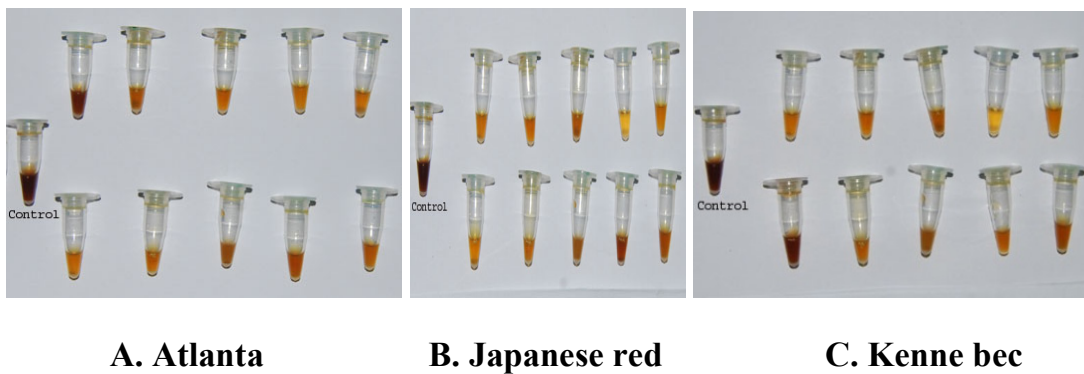 Control
Control
Control
A. Atlanta
B. Japanese red
C. Kenne bec